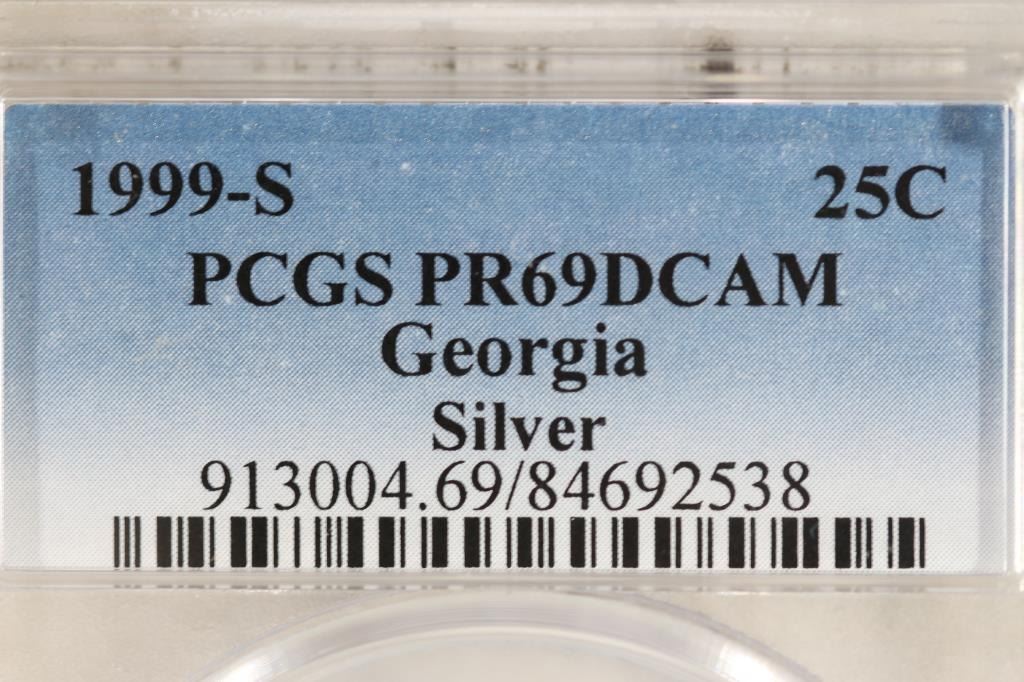 1999-S 25C
PCGS PR69DCAM
Georgia
Silver
913004.69/84692538